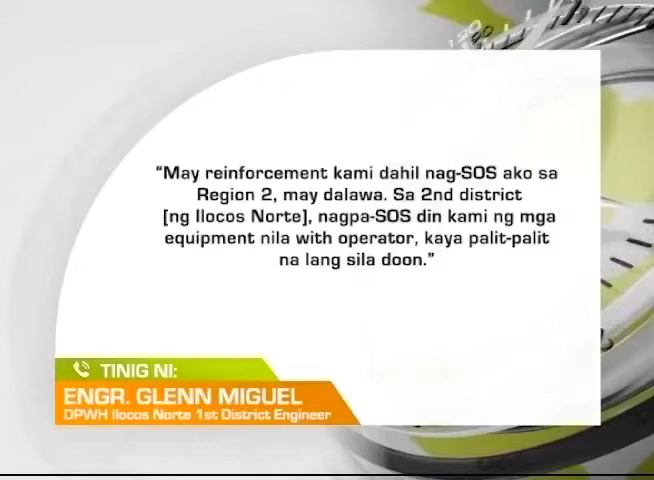 “May reinforcement kami dahil nag-SOS ako sa
Region 2, may dalawa. Sa 2nd district
[ng Ilocos Norte], nagpa-SOS din kami ng mga
equipment nila with operator, kaya palit-palit
na lang sila doon.”
TINIG NI:
ENGR. GLENN MIGUEL
DPWH Ilocos Norte 1st District Engineer